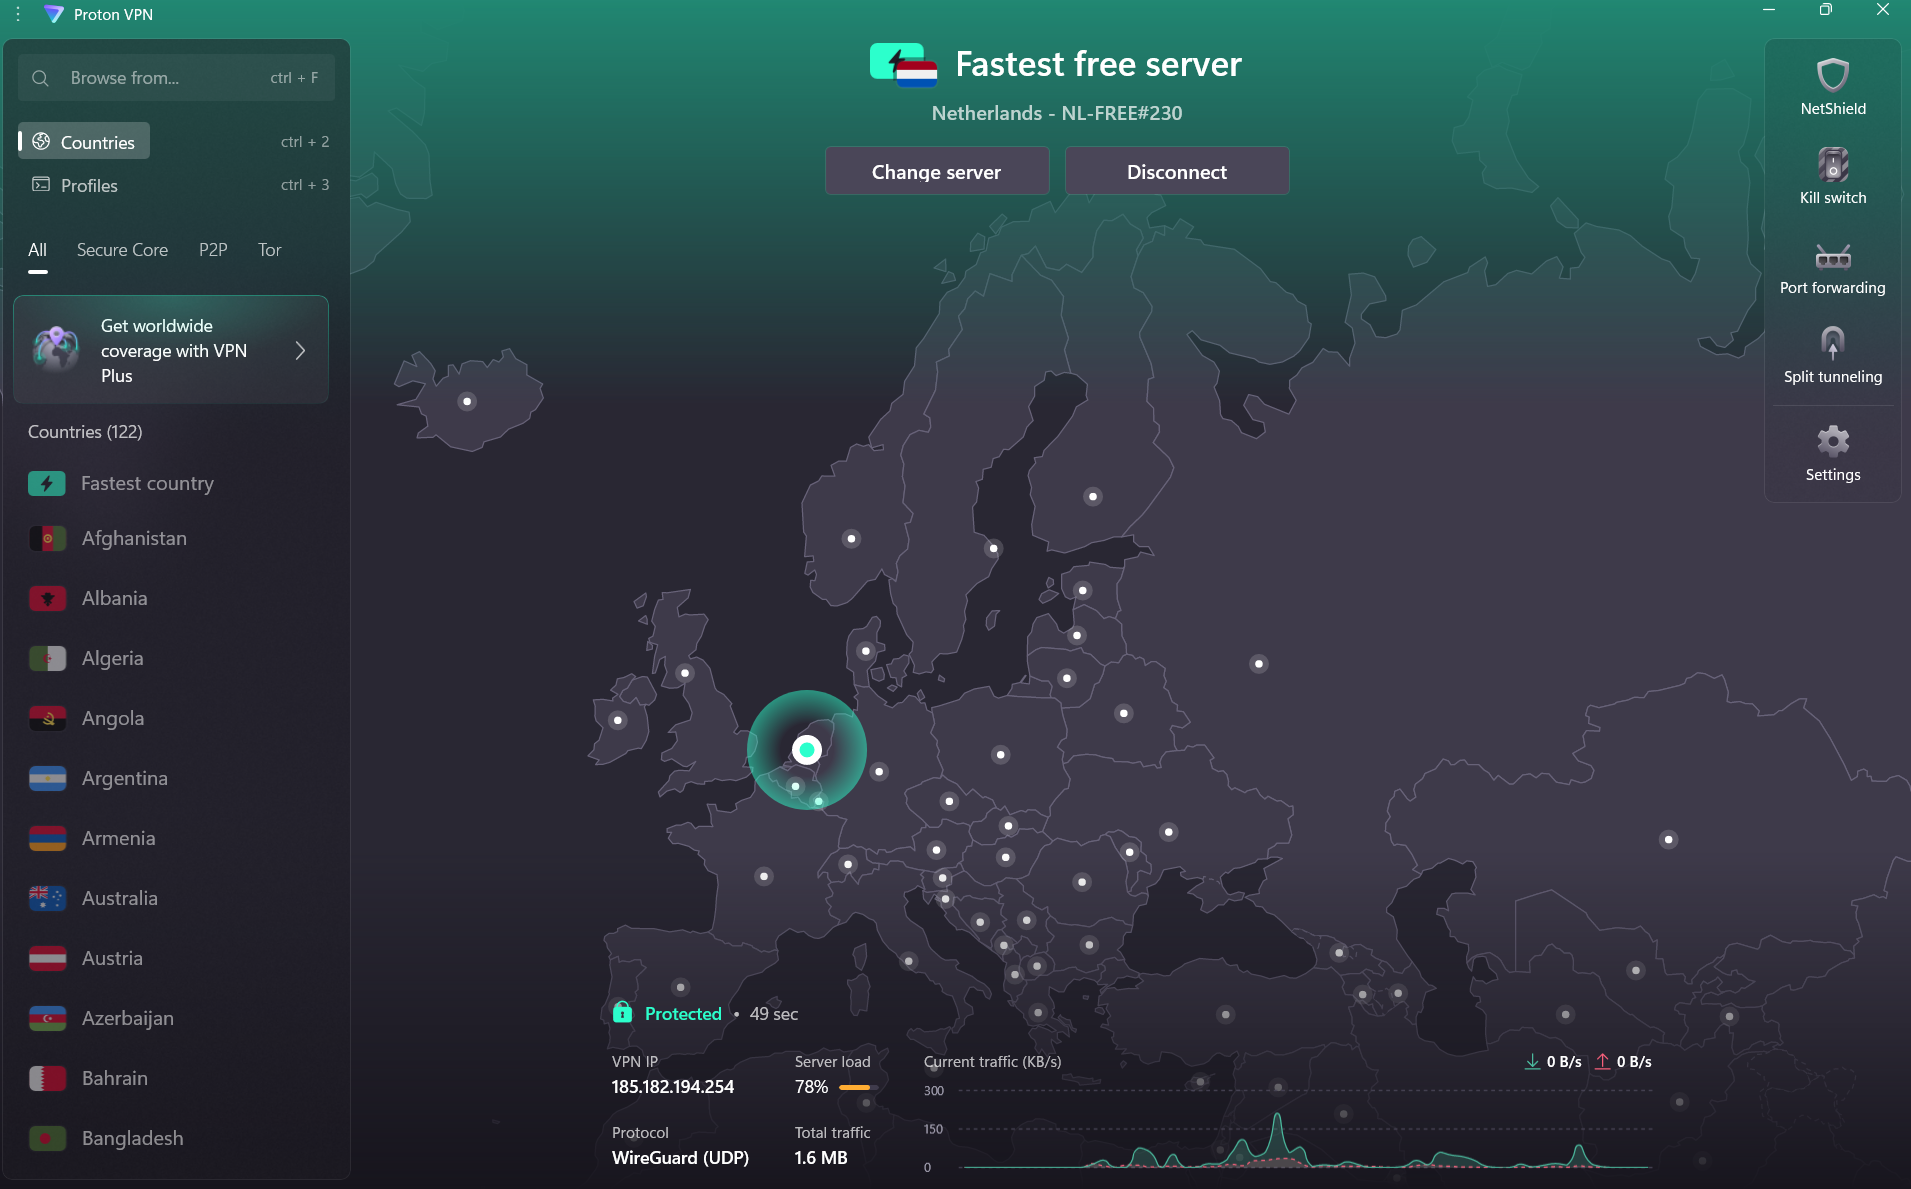 Proton VPN
Browse from...
ctrl + F
Countries
ctrl + 2
Profiles
ctrl + 3
All
Secure Core
P2P
Tor
Get worldwide
coverage with VPN
Plus
Countries (122)
Fastest country
Afghanistan
Albania
Algeria
Angola
Argentina
Armenia
Australia
Austria
Azerbaijan
Bahrain
Bangladesh
Fastest free server
Netherlands - NL-FREE#230
Change server
Disconnect
Protected • 49 sec
VPN IP
185.182.194.254
Server load
78%
Protocol
WireGuard (UDP)
Total traffic
1.6 MB
Current traffic (KB/s)
0 B/s
0 B/s
300
150
0
NetShield
Kill switch
Port forwarding
Split tunneling
Settings